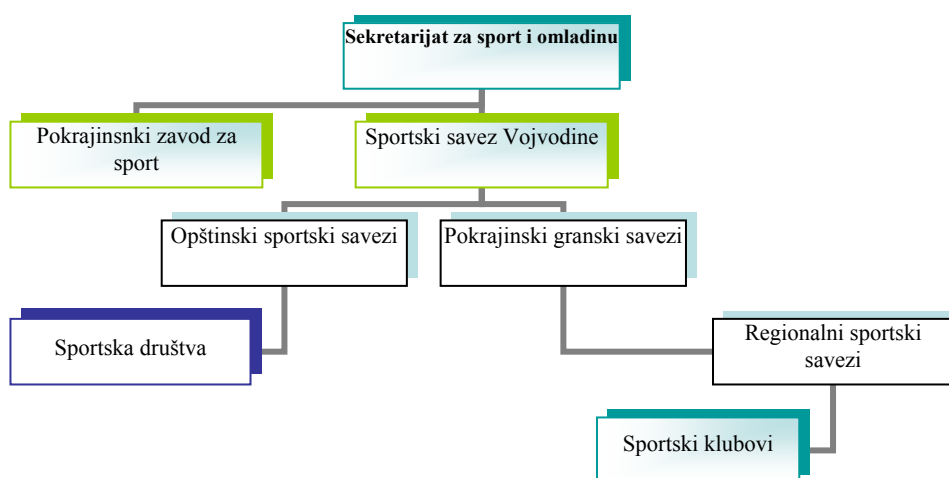 Sekretarijat za sport i omladinu
Pokrajinsnki zavod za
sport
Sportski savez Vojvodine
Opštinski sportski savezi
Pokrajinski granski savezi
Sportska društva
Regionalni sportski
savezi
Sportski klubovi